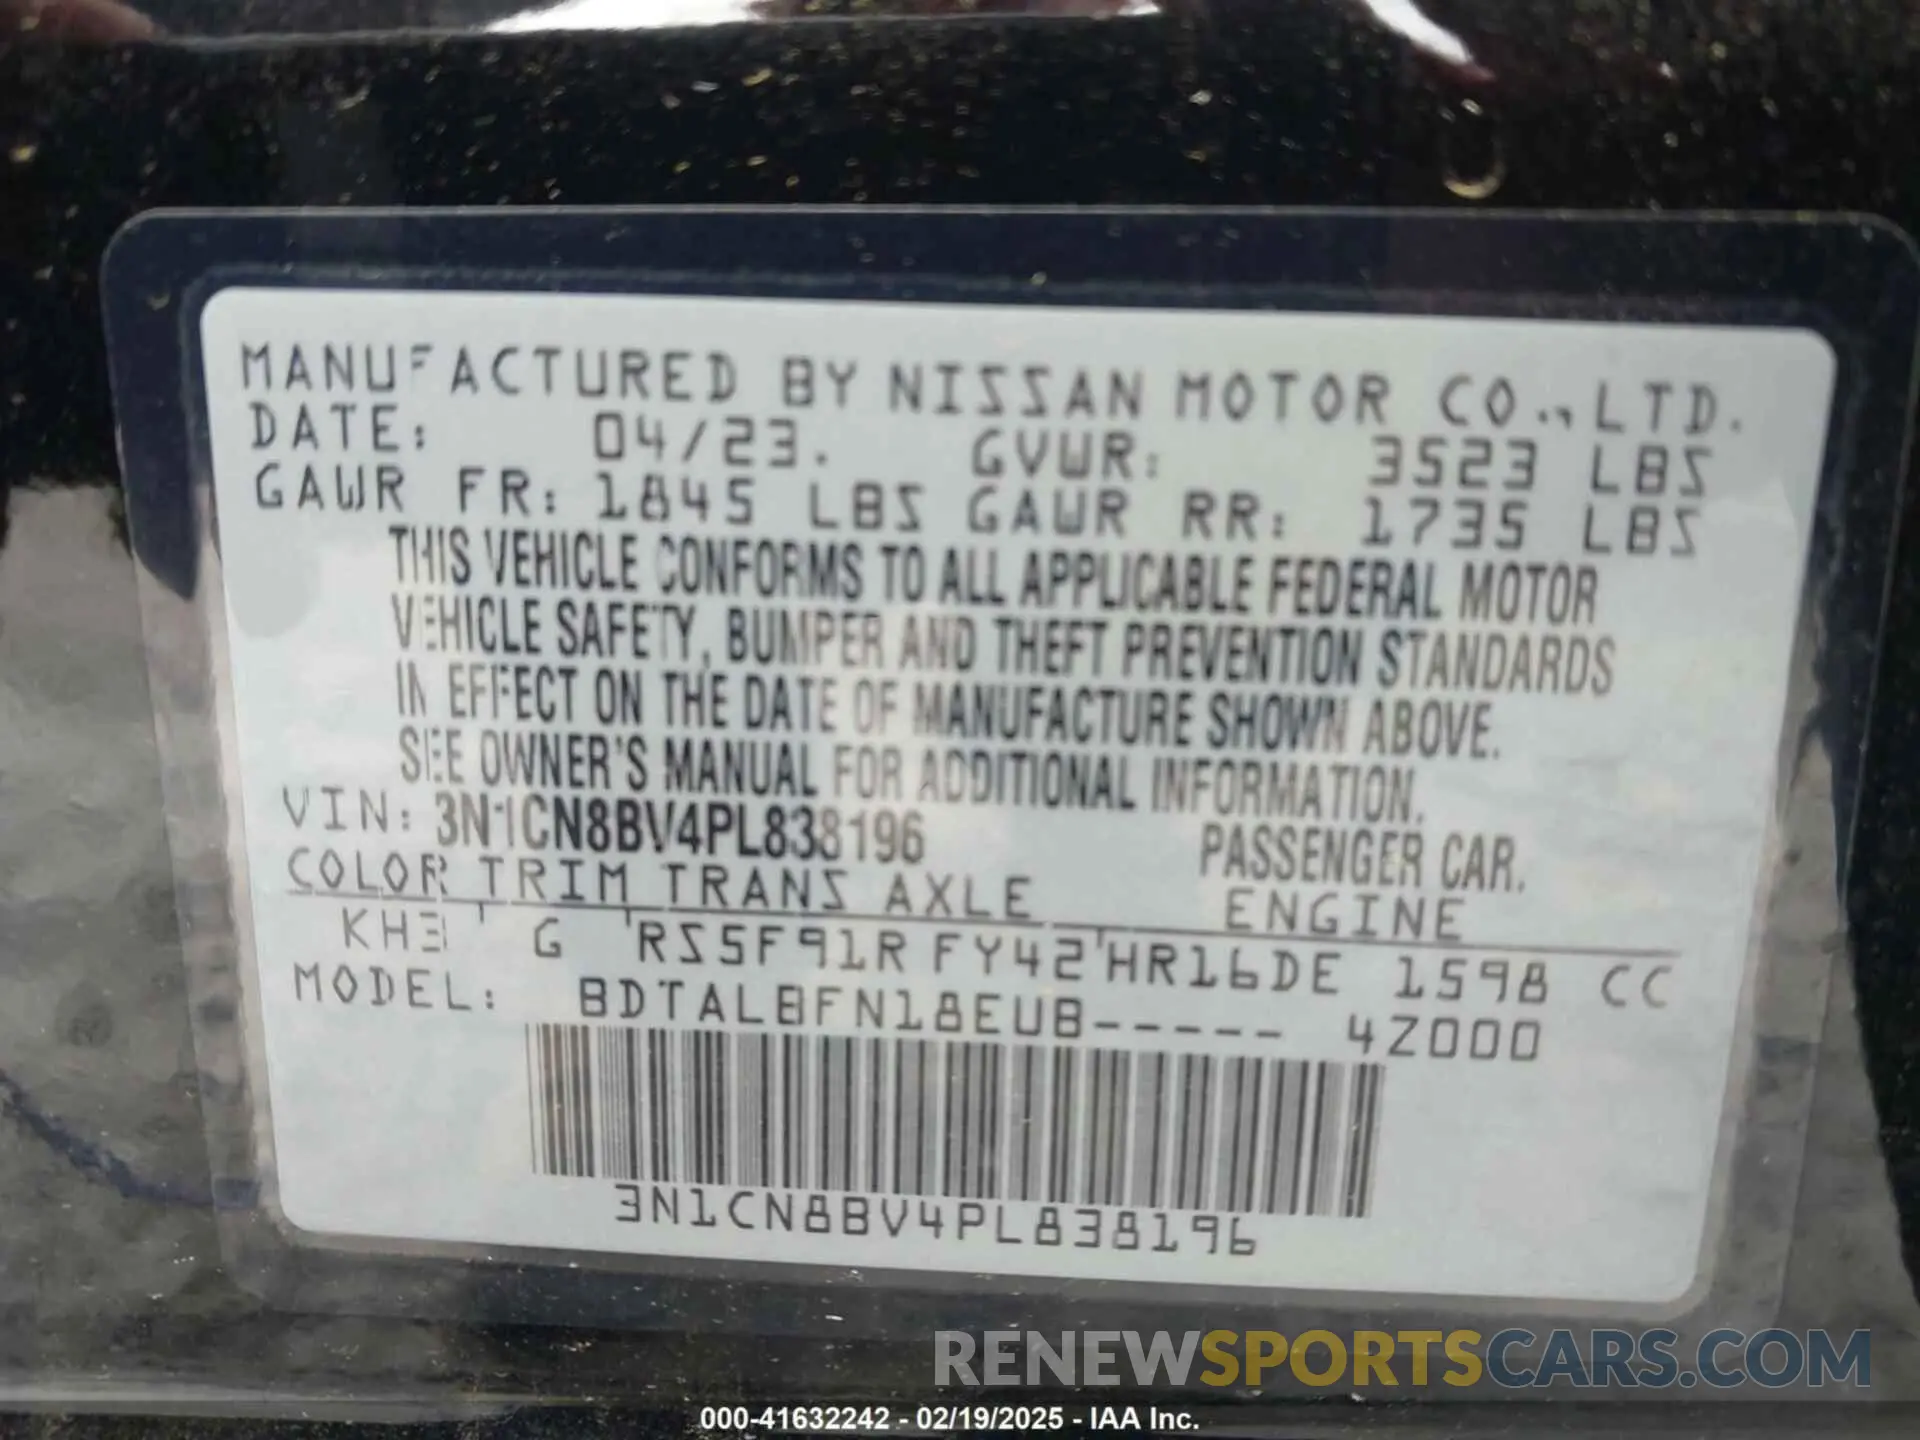 MANUFACTURED BY NISSAN MOTOR CO., LTD.
DATE: 04/23. GVWR: 3523 LBS
GAWR FR: 1845 LBS GAWR RR: 1735 LBS
THIS VEHICLE CONFORMS TO ALL APPLICABLE FEDERAL MOTOR
VEHICLE SAFETY, BUMPER AND THEFT PREVENTION STANDARDS
IN EFFECT ON THE DATE OF MANUFACTURE SHOWN ABOVE.
SEE OWNER'S MANUAL FOR ADDITIONAL INFORMATION.
VIN: 3N1CN8BV4PL838196 PASSENGER CAR.
COLOR TRIM TRANS AXLE ENGINE
KH3 G RS5F91R FY42 HR16DE 1598 CC
MODEL: BDTALBFN18EUB----- 4Z000
3N1CN8BV4PL838196
RENEWSPORTSCARS.COM
000-41632242 - 02/19/2025 - IAA Inc.